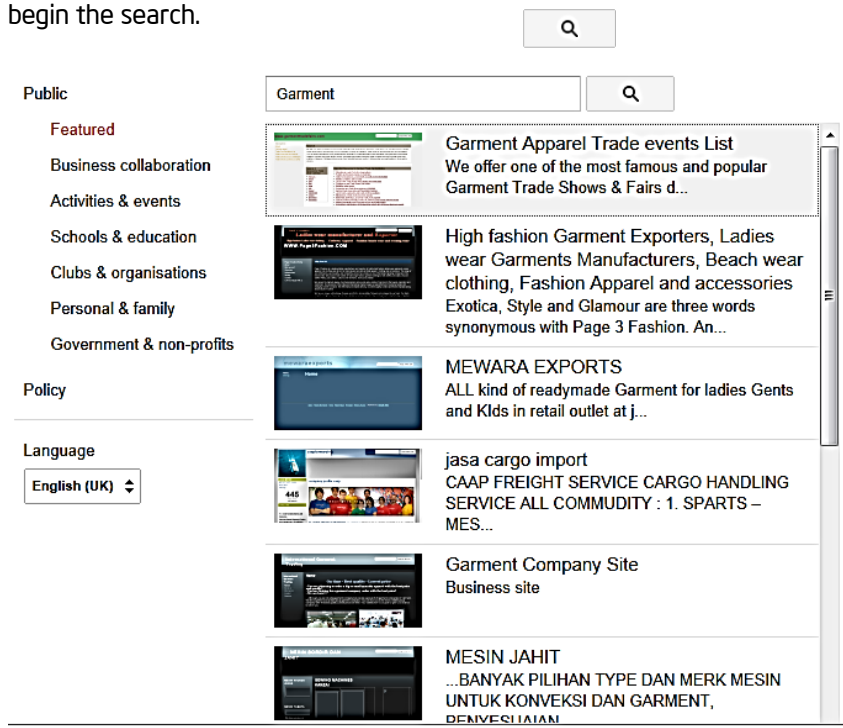 begin the search.
Public
Featured
Business collaboration
Activities & events
Schools & education
Clubs & organisations
Personal & family
Government & non-profits
Policy
Language
English (UK)
Garment
Garment Apparel Trade events List
We offer one of the most famous and popular
Garment Trade Shows & Fairs d...
High fashion Garment Exporters, Ladies
wear Garments Manufacturers, Beach wear
clothing, Fashion Apparel and accessories
Exotica, Style and Glamour are three words
synonymous with Page 3 Fashion. An...
MEWARA EXPORTS
ALL kind of readymade Garment for ladies Gents
and KIds in retail outlet at j...
jasa cargo import
CAAP FREIGHT SERVICE CARGO HANDLING
SERVICE ALL COMMUDITY : 1. SPARTS –
MES...
445
Garment Company Site
Business site
MESIN JAHIT
...BANYAK PILIHAN TYPE DAN MERK MESIN
UNTUK KONVEKSI DAN GARMENT,
PENYESUAIAN